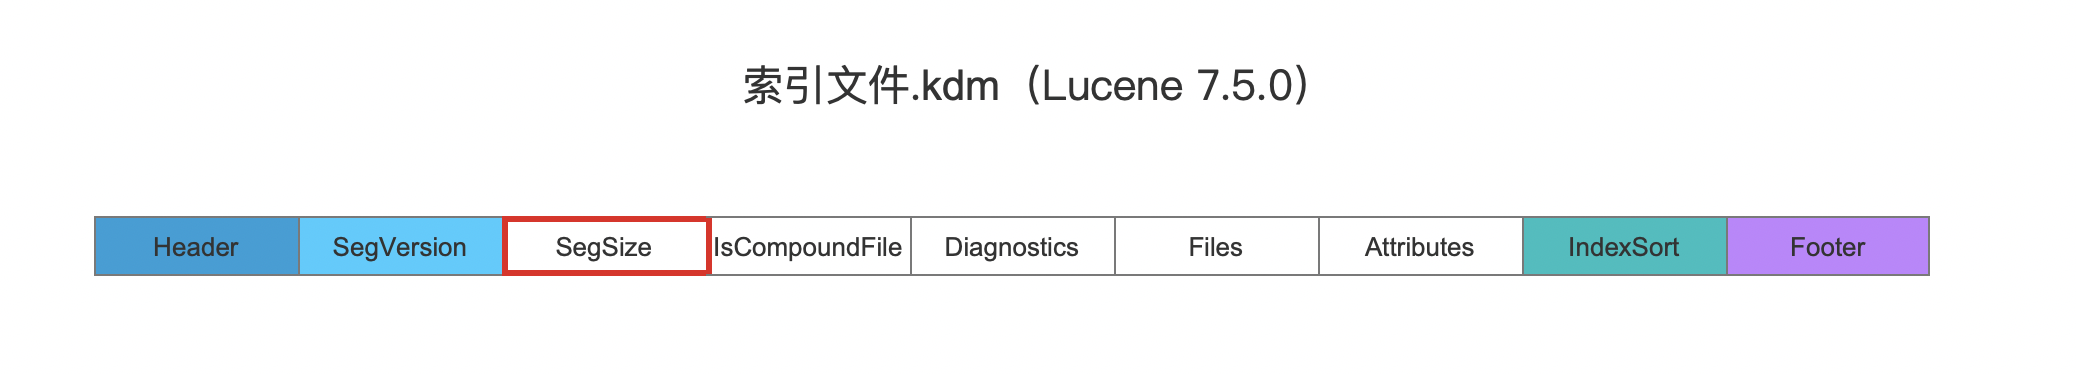 索引文件.kdm（Lucene 7.5.0）
Header SegVersion SegSize IsCompoundFile Diagnostics Files Attributes IndexSort Footer